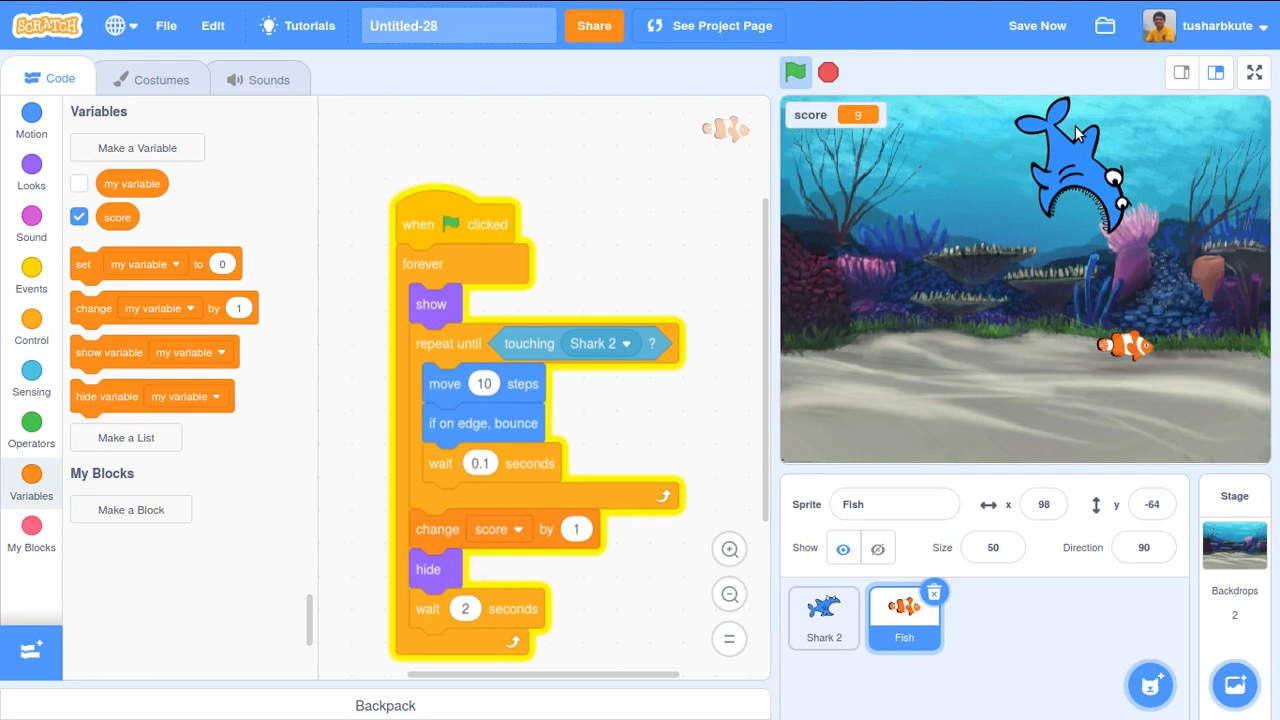 SCRATCH File Edit Tutorials Untitled-28 Share See Project Page Save Now tusharbkute
Code Costumes Sounds
Motion
Looks
Sound
Events
Control
Sensing
Operators
Variables
My Blocks
Variables
Make a Variable
my variable
score
set my variable to 0
change my variable by 1
show variable my variable
hide variable my variable
Make a List
My Blocks
Make a Block
when clicked
forever
show
repeat until touching Shark 2 ?
move 10 steps
if on edge, bounce
wait 0.1 seconds
change score by 1
hide
wait 2 seconds
Backpack
score 9
Sprite Fish x 98 y -64
Show Size 50 Direction 90
Shark 2
Fish
Stage
Backdrops
2